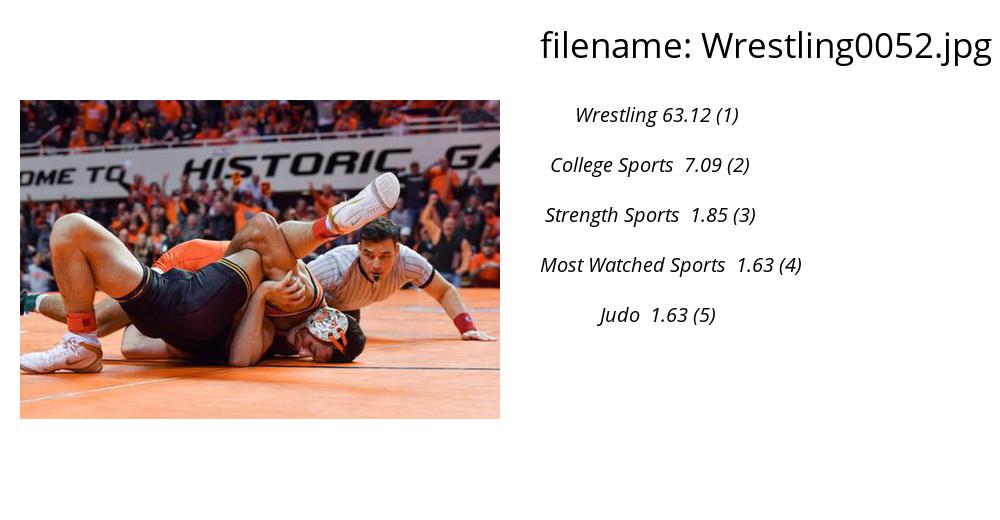 filename: Wrestling0052.jpg
Wrestling 63.12 (1)
College Sports 7.09 (2)
Strength Sports 1.85 (3)
Most Watched Sports 1.63 (4)
Judo 1.63 (5)
OME TO HISTORIC GA